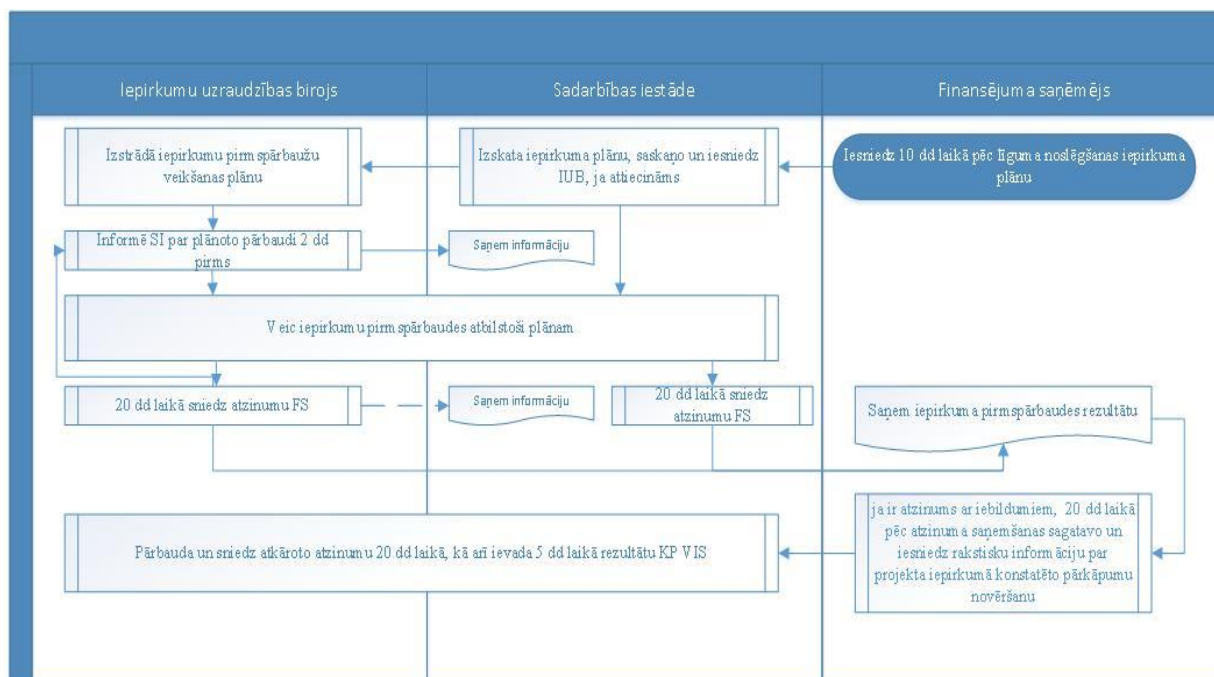 Iepirkumu uzraudzības birojs
Sadarbības iestāde
Finansējuma saņēmējs
Izstrādā iepirkumu pirmspārbaužu
veikšanas plānu
Izskata iepirkuma plānu, saskaņo un iesniedz
IUB, ja attiecināms
Iesniedz 10 dd laikā pēc līguma noslēgšanas iepirkuma
plānu
Informē SI par plānoto pārbaudi 2 dd
pirms
Saņem informāciju
Veic iepirkumu pirmspārbaudes atbilstoši plānam
20 dd laikā sniedz atzinumu FS
Saņem informāciju
20 dd laikā sniedz
atzinumu FS
Saņem iepirkuma pirmspārbaudes rezultātu
Pārbauda un sniedz atkāroto atzinumu 20 dd laikā, kā arī ievada 5 dd laikā rezultātu KP VIS
ja ir atzinums ar iebildumiem, 20 dd laikā
pēc atzinuma saņemšanas sagatavo un
iesniedz rakstisku informāciju par
projekta iepirkumā konstatēto pārkāpumu
novēršanu